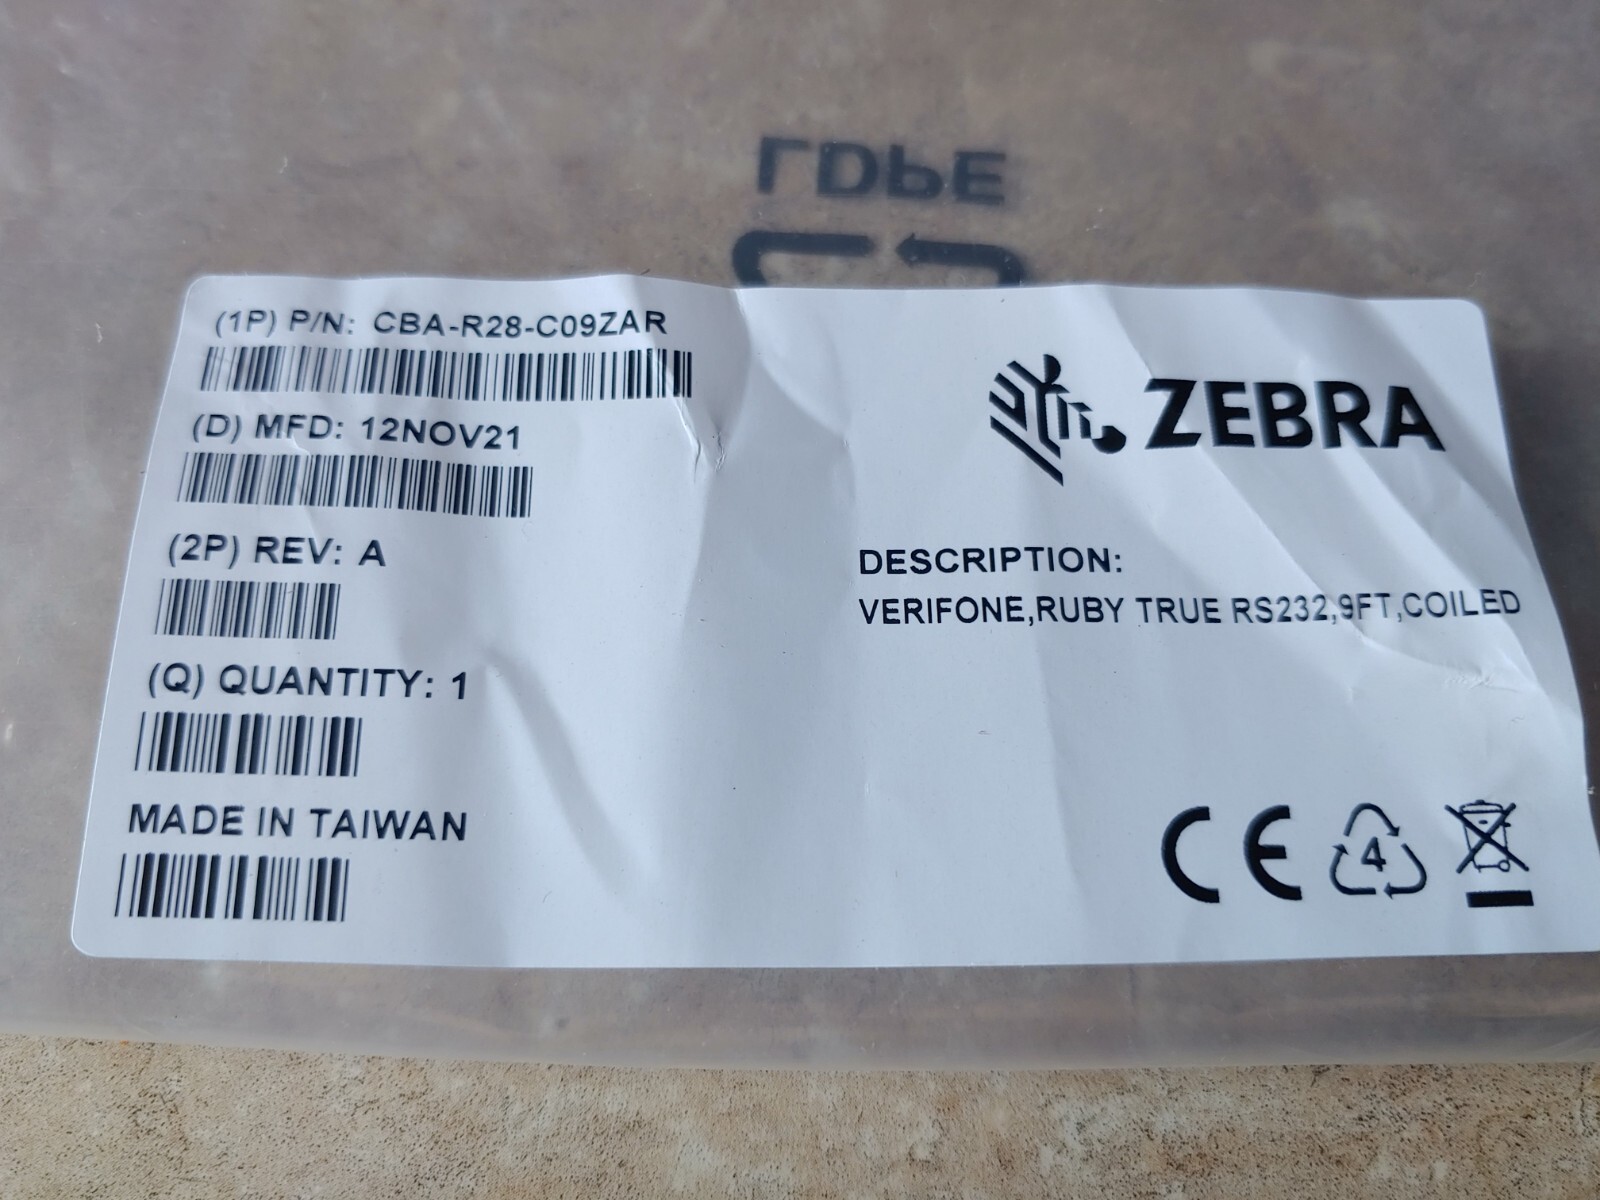 LDPE
(1P) P/N: CBA-R28-C09ZAR
(D) MFD: 12NOV21
(2P) REV: A
(Q) QUANTITY: 1
MADE IN TAIWAN
ZEBRA
DESCRIPTION:
VERIFONE,RUBY TRUE RS232,9FT,COILED
CE
4